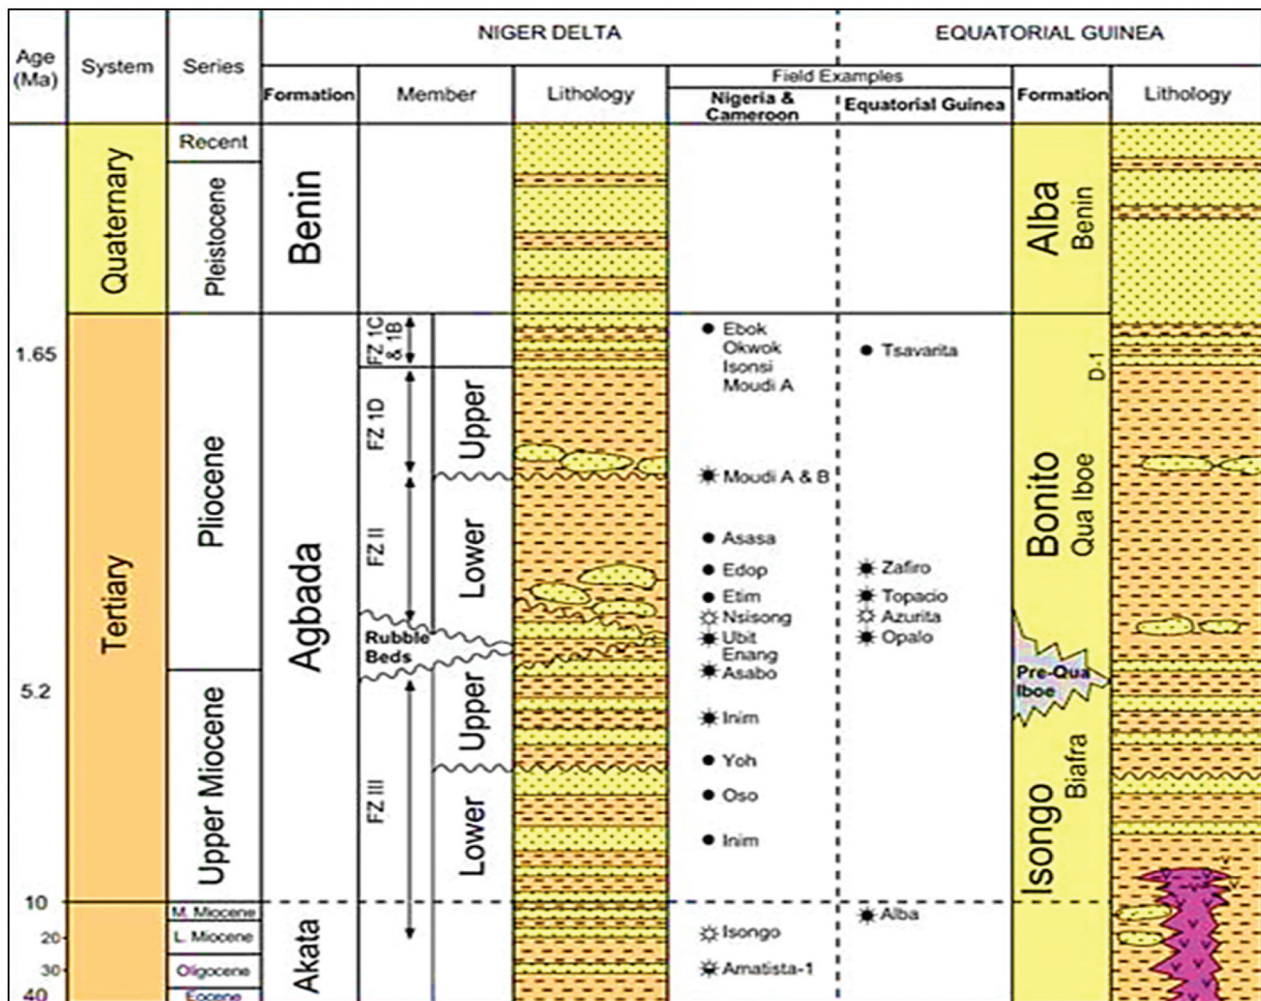 NIGER DELTA
EQUATORIAL GUINEA
Age
(Ma)
System
Series
Formation
Member
Lithology
Field Examples
Nigeria &
Cameroon
Equatorial Guinea
Formation
Lithology
Quaternary
Recent
Pleistocene
Benin
Alba
Benin
1.65
5.2
10
20
30
40
Tertiary
Pliocene
Upper Miocene
M. Miocene
L. Miocene
Oligocene
Eocene
Agbada
Akata
FZ 1C
& 1B
FZ 1D
FZ II
Rubble
Beds
FZ III
Upper
Lower
Upper
Lower
Ebok
Okwok
Isonsi
Moudi A
Moudi A & B
Asasa
Edop
Etim
Nsisong
Ubit
Enang
Asabo
Inim
Yoh
Oso
Inim
Isongo
Amatista-1
Tsavarita
Zafiro
Topacio
Azurita
Opalo
Alba
D-1
Bonito
Qua Iboe
Pre-Qua
Iboe
Isongo
Biafra